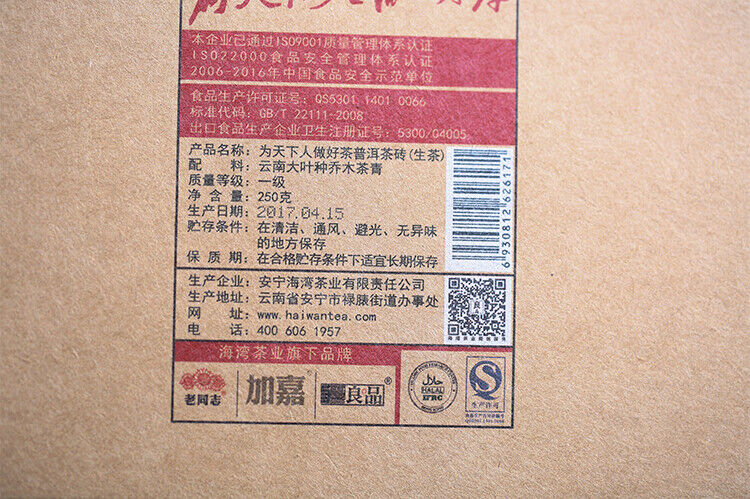 本企业已通过ISO9001质量管理体系认证
ISO22000食品安全管理体系认证
2006-2016年中国食品安全示范单位
食品生产许可证号：QS5301 1401 0066
标准代码：GB/T 22111-2008
出口食品生产企业卫生注册证号：5300/04005
产品名称：为天下人做好茶普洱茶砖(生茶)
配 料：云南大叶种乔木茶青
质量等级：一级
净 含 量：250克
生产日期：2017.04.15
贮存条件：在清洁、通风、避光、无异味
的地方保存
保 质 期：在合格贮存条件下适宜长期保存
6930812626171
生产企业：安宁海湾茶业有限责任公司
生产地址：云南省安宁市禄脿街道办事处
网 址：www.haiwantea.com
电 话：400 606 1957
海湾茶业旗下品牌
老同志
加嘉
良品®
HALAL
IFRC
QS
生产许可